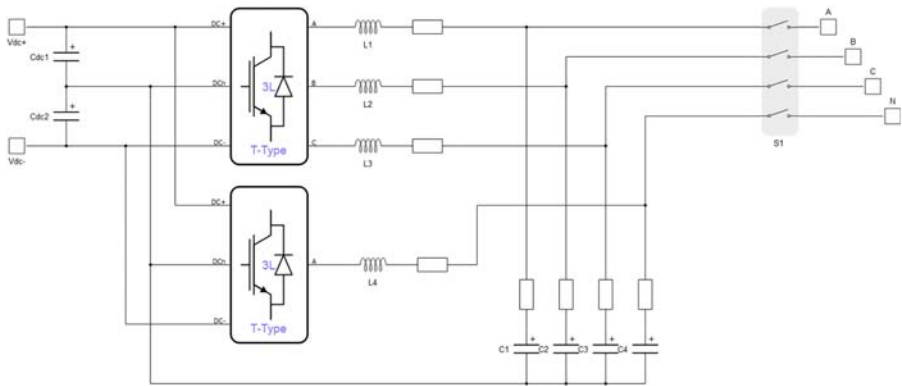 A
DC+
A
Vdc+
L1
B
Cdc1
DCn
3L
B
L2
C
Cdc2
N
DC-
C
Vdc-
T-Type
L3
S1
DC+
DCn
3L
A
L4
DC-
T-Type
C1
C2
C3
C4